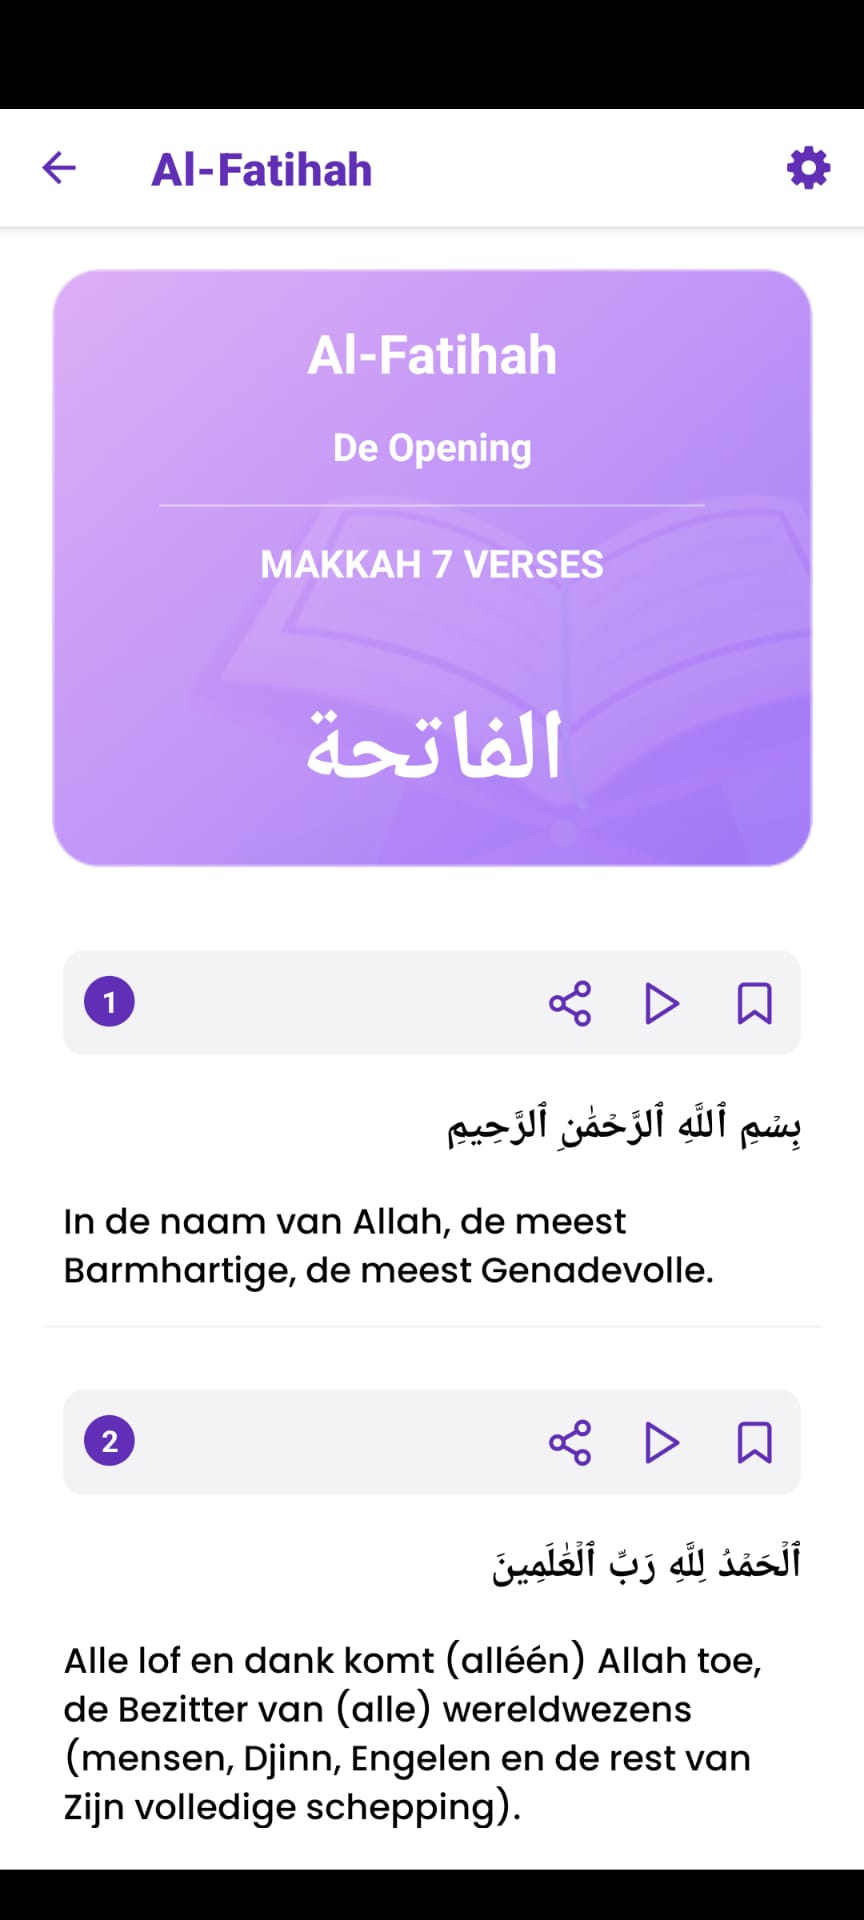 Al-Fatihah
Al-Fatihah
De Opening
MAKKAH 7 VERSES
الفاتحة
1
بِسْمِ ٱللَّهِ ٱلرَّحْمَٰنِ ٱلرَّحِيمِ
In de naam van Allah, de meest
Barmhartige, de meest Genadevolle.
2
ٱلْحَمْدُ لِلَّهِ رَبِّ ٱلْعَٰلَمِينَ
Alle lof en dank komt (alléén) Allah toe,
de Bezitter van (alle) wereldwezens
(mensen, Djinn, Engelen en de rest van
Zijn volledige schepping).